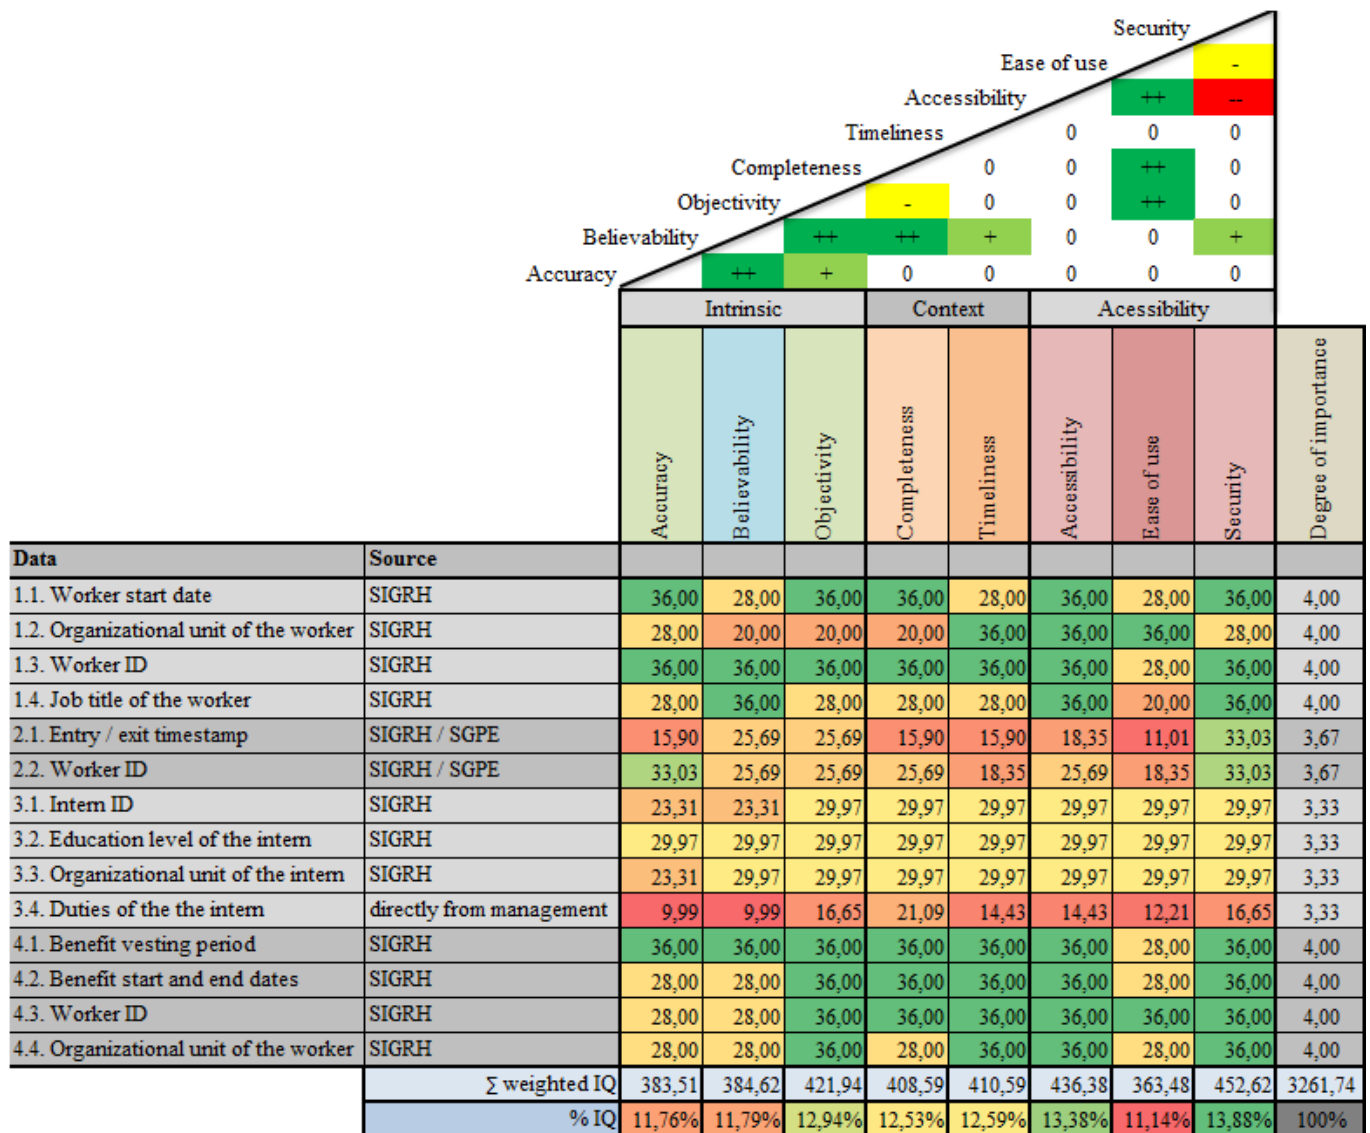 Security
Ease of use -
Accessibility ++ --
Timeliness 0 0 0
Completeness 0 0 ++ 0
Objectivity - 0 0 ++ 0
Believability ++ ++ + 0 0 +
Accuracy ++ + 0 0 0 0 0
Intrinsic Context Acessibility
Accuracy Believability Objectivity Completeness Timeliness Accessibility Ease of use Security Degree of importance
Data Source
1.1. Worker start date SIGRH 36,00 28,00 36,00 36,00 28,00 36,00 28,00 36,00 4,00
1.2. Organizational unit of the worker SIGRH 28,00 20,00 20,00 20,00 36,00 36,00 36,00 28,00 4,00
1.3. Worker ID SIGRH 36,00 36,00 36,00 36,00 36,00 36,00 28,00 36,00 4,00
1.4. Job title of the worker SIGRH 28,00 36,00 28,00 28,00 28,00 36,00 20,00 36,00 4,00
2.1. Entry / exit timestamp SIGRH / SGPE 15,90 25,69 25,69 15,90 15,90 18,35 11,01 33,03 3,67
2.2. Worker ID SIGRH / SGPE 33,03 25,69 25,69 25,69 18,35 25,69 18,35 33,03 3,67
3.1. Intern ID SIGRH 23,31 23,31 29,97 29,97 29,97 29,97 29,97 29,97 3,33
3.2. Education level of the intern SIGRH 29,97 29,97 29,97 29,97 29,97 29,97 29,97 29,97 3,33
3.3. Organizational unit of the intern SIGRH 23,31 29,97 29,97 29,97 29,97 29,97 29,97 29,97 3,33
3.4. Duties of the the intern directly from management 9,99 9,99 16,65 21,09 14,43 14,43 12,21 16,65 3,33
4.1. Benefit vesting period SIGRH 36,00 36,00 36,00 36,00 36,00 36,00 28,00 36,00 4,00
4.2. Benefit start and end dates SIGRH 28,00 28,00 36,00 36,00 36,00 36,00 28,00 36,00 4,00
4.3. Worker ID SIGRH 28,00 28,00 36,00 36,00 36,00 36,00 36,00 36,00 4,00
4.4. Organizational unit of the worker SIGRH 28,00 28,00 36,00 28,00 36,00 36,00 28,00 36,00 4,00
∑ weighted IQ 383,51 384,62 421,94 408,59 410,59 436,38 363,48 452,62 3261,74
% IQ 11,76% 11,79% 12,94% 12,53% 12,59% 13,38% 11,14% 13,88% 100%